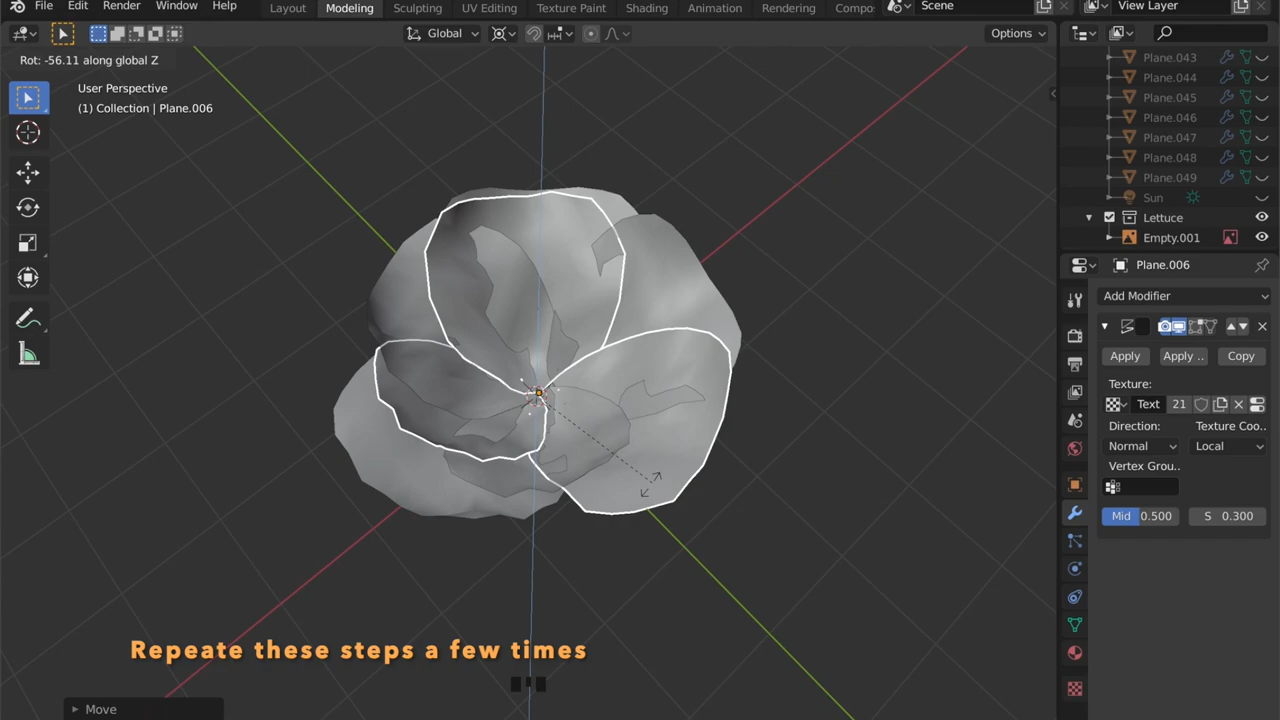 File Edit Render Window Help
Layout Modeling Sculpting UV Editing Texture Paint Shading Animation Rendering Compo
Scene
View Layer
Global
Options
Rot: -56.11 along global Z
User Perspective
(1) Collection | Plane.006
Plane.043
Plane.044
Plane.045
Plane.046
Plane.047
Plane.048
Plane.049
Sun
Lettuce
Empty.001
Plane.006
Add Modifier
Apply Apply .. Copy
Texture:
Text 21
Direction: Texture Coo..
Normal Local
Vertex Grou..
Mid 0.500 S 0.300
Repeate these steps a few times
Move